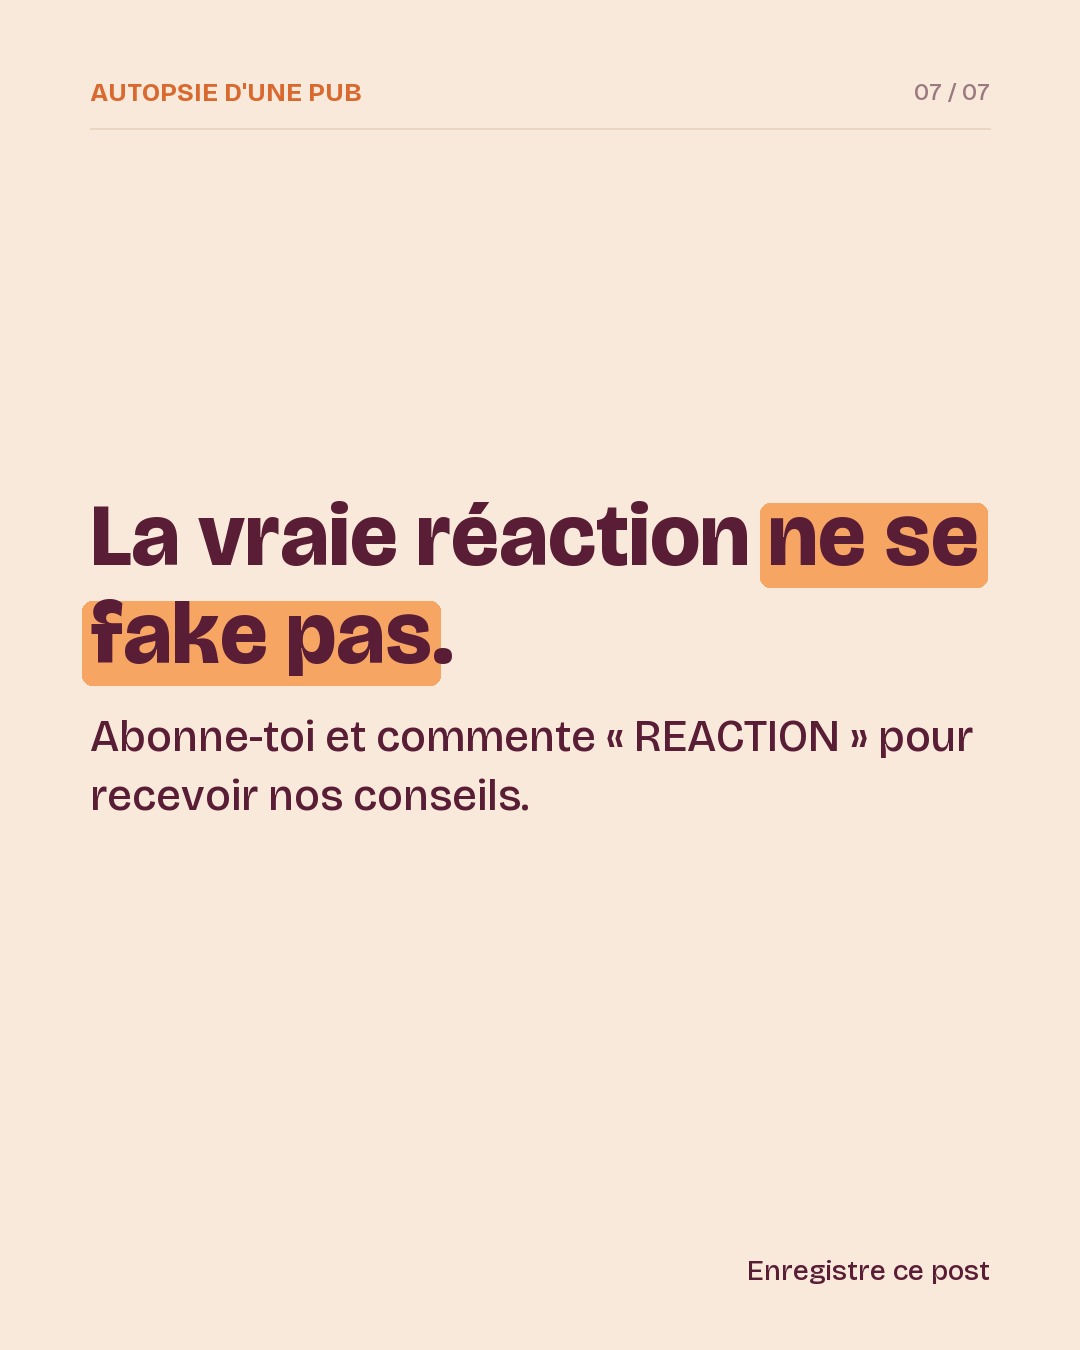 AUTOPSIE D'UNE PUB
07 / 07
La vraie réaction ne se
fake pas.
Abonne-toi et commente « REACTION » pour
recevoir nos conseils.
Enregistre ce post